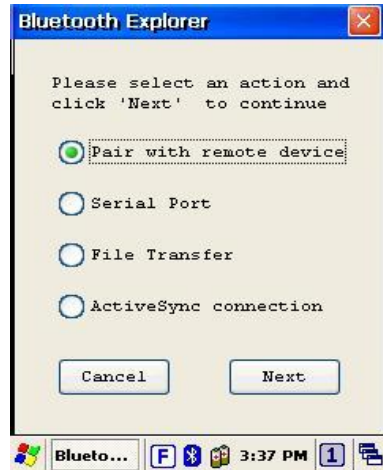 Bluetooth Explorer
Please select an action and
click 'Next' to continue
Pair with remote device
Serial Port
File Transfer
ActiveSync connection
Cancel Next
Blueto... F 3:37 PM 1